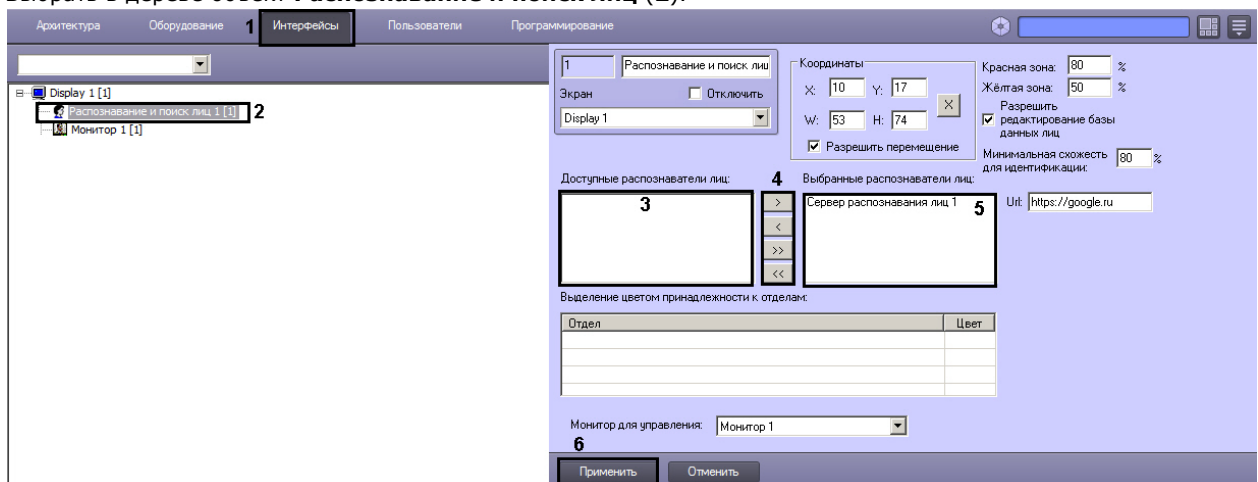 Выбрать в дереве объект Распознавание и поиск лиц (2).
Архитектура Оборудование 1 Интерфейсы Пользователи Программирование
1 Распознавание и поиск лиц
Экран Отключить
Display 1
Координаты
X: 10 Y: 17 X
W: 53 H: 74
Разрешить перемещение
Красная зона: 80 %
Жёлтая зона: 50 %
Разрешить
редактирование базы
данных лиц
Минимальная схожесть 80 %
для идентификации:
Display 1 [1]
Распознавание и поиск лиц 1 [1] 2
Монитор 1 [1]
Доступные распознаватели лиц: 4 Выбранные распознаватели лиц:
3 > Сервер распознавания лиц 1 5 Url: https://google.ru
<
>>
<<
Выделение цветом принадлежности к отделам:
Отдел Цвет
Монитор для управления: Монитор 1
6
Применить Отменить